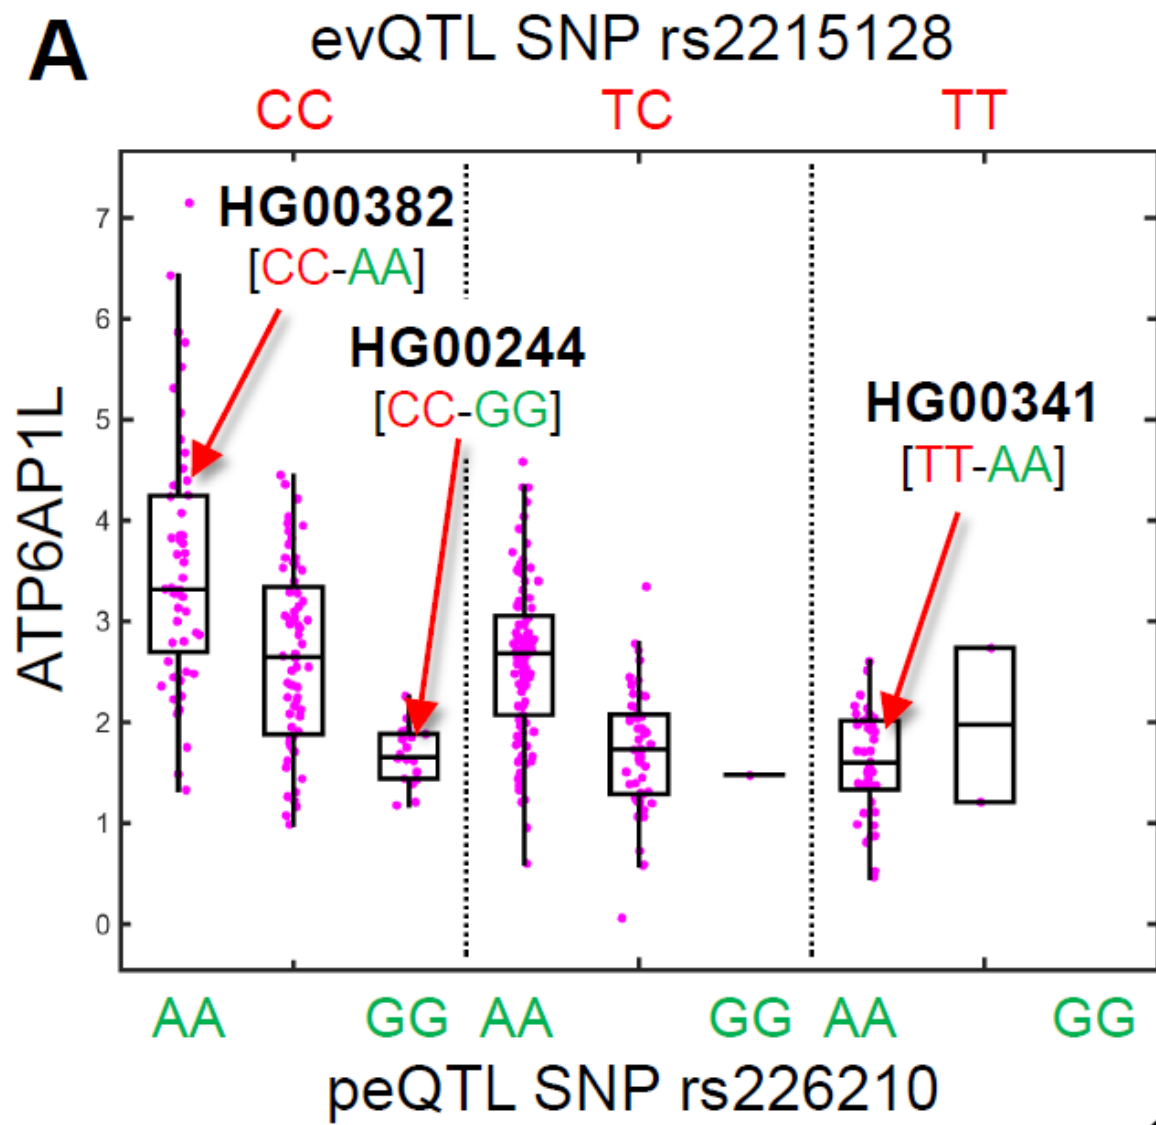 A
evQTL SNP rs2215128
CC TC TT
HG00382
[CC-AA]
HG00244
[CC-GG]
HG00341
[TT-AA]
ATP6AP1L
7
6
5
4
3
2
1
0
AA GG AA GG AA GG
peQTL SNP rs226210